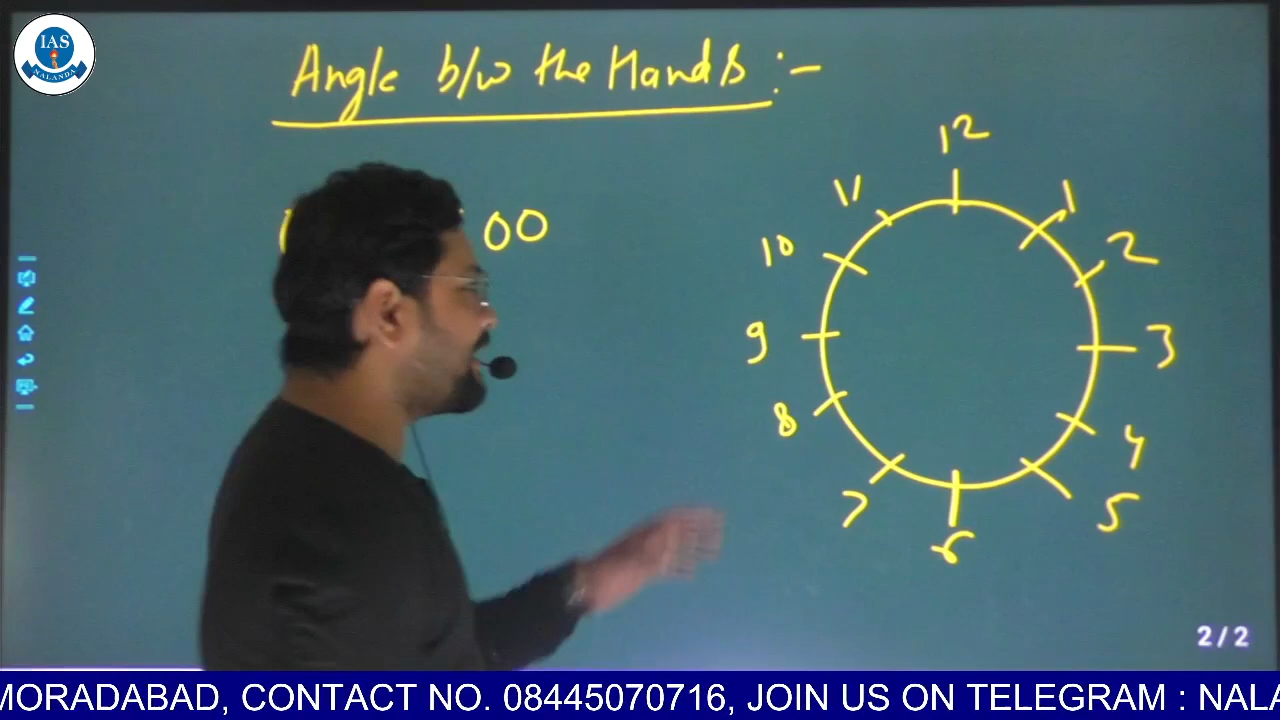 IAS
NALANDA
Angle b/w the Hands :-
00
12
11
1
10
2
9
3
8
4
7
5
6
2 / 2
MORADABAD, CONTACT NO. 08445070716, JOIN US ON TELEGRAM : NALA